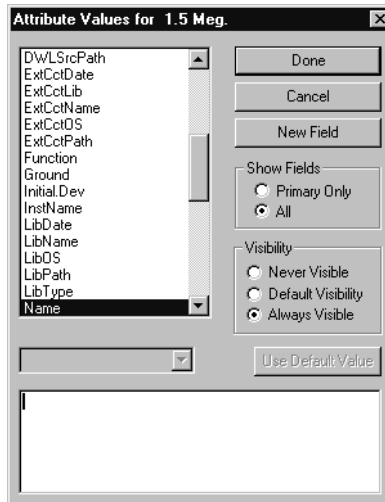 Attribute Values for 1.5 Meg.
DWLSrcPath
ExtCctDate
ExtCctLib
ExtCctName
ExtCctOS
ExtCctPath
Function
Ground
Initial.Dev
InstName
LibDate
LibName
LibOS
LibPath
LibType
Name
Done
Cancel
New Field
Show Fields
Primary Only
All
Visibility
Never Visible
Default Visibility
Always Visible
Use Default Value